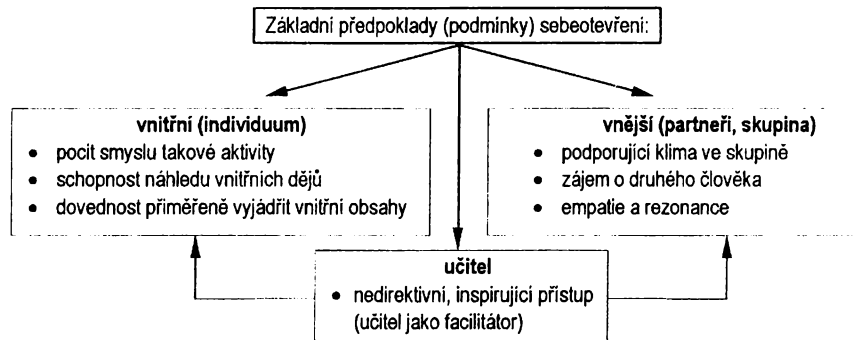 Základní předpoklady (podmínky) sebeotevření:
vnitřní (individuum)
• pocit smyslu takové aktivity
• schopnost náhledu vnitřních dějů
• dovednost přiměřeně vyjádřit vnitřní obsahy
vnější (partneři, skupina)
• podporující klima ve skupině
• zájem o druhého člověka
• empatie a rezonance
učitel
• nedirektivní, inspirující přístup
(učitel jako facilitátor)